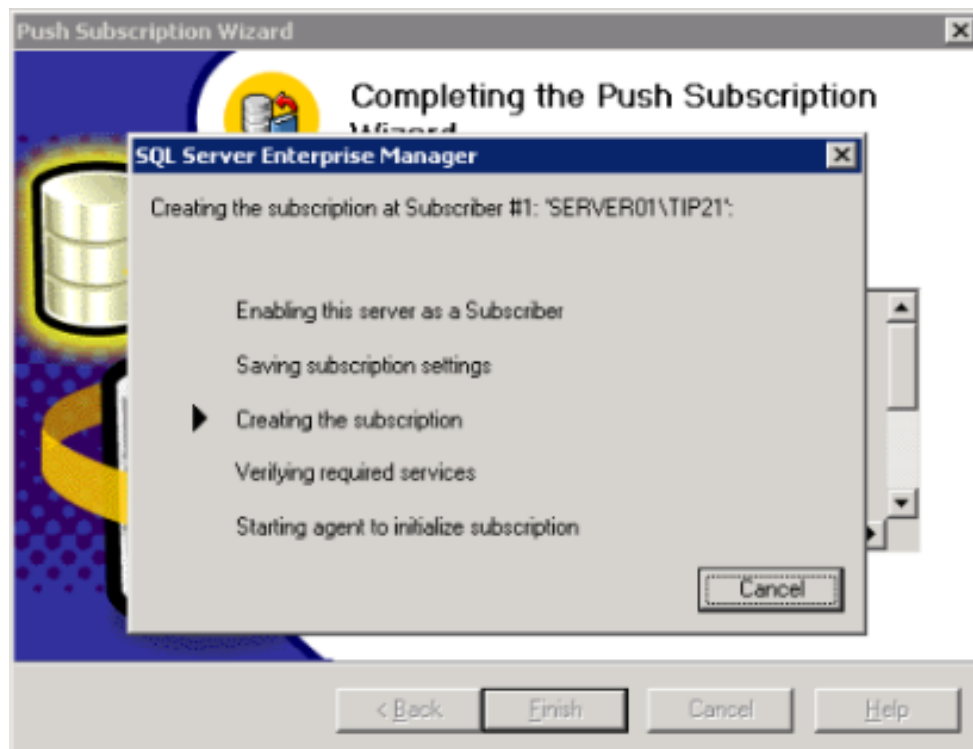 Push Subscription Wizard
Completing the Push Subscription
Wizard
SQL Server Enterprise Manager
Creating the subscription at Subscriber #1: 'SERVER01\TIP21':
Enabling this server as a Subscriber
Saving subscription settings
Creating the subscription
Verifying required services
Starting agent to initialize subscription
Cancel
< Back
Finish
Cancel
Help